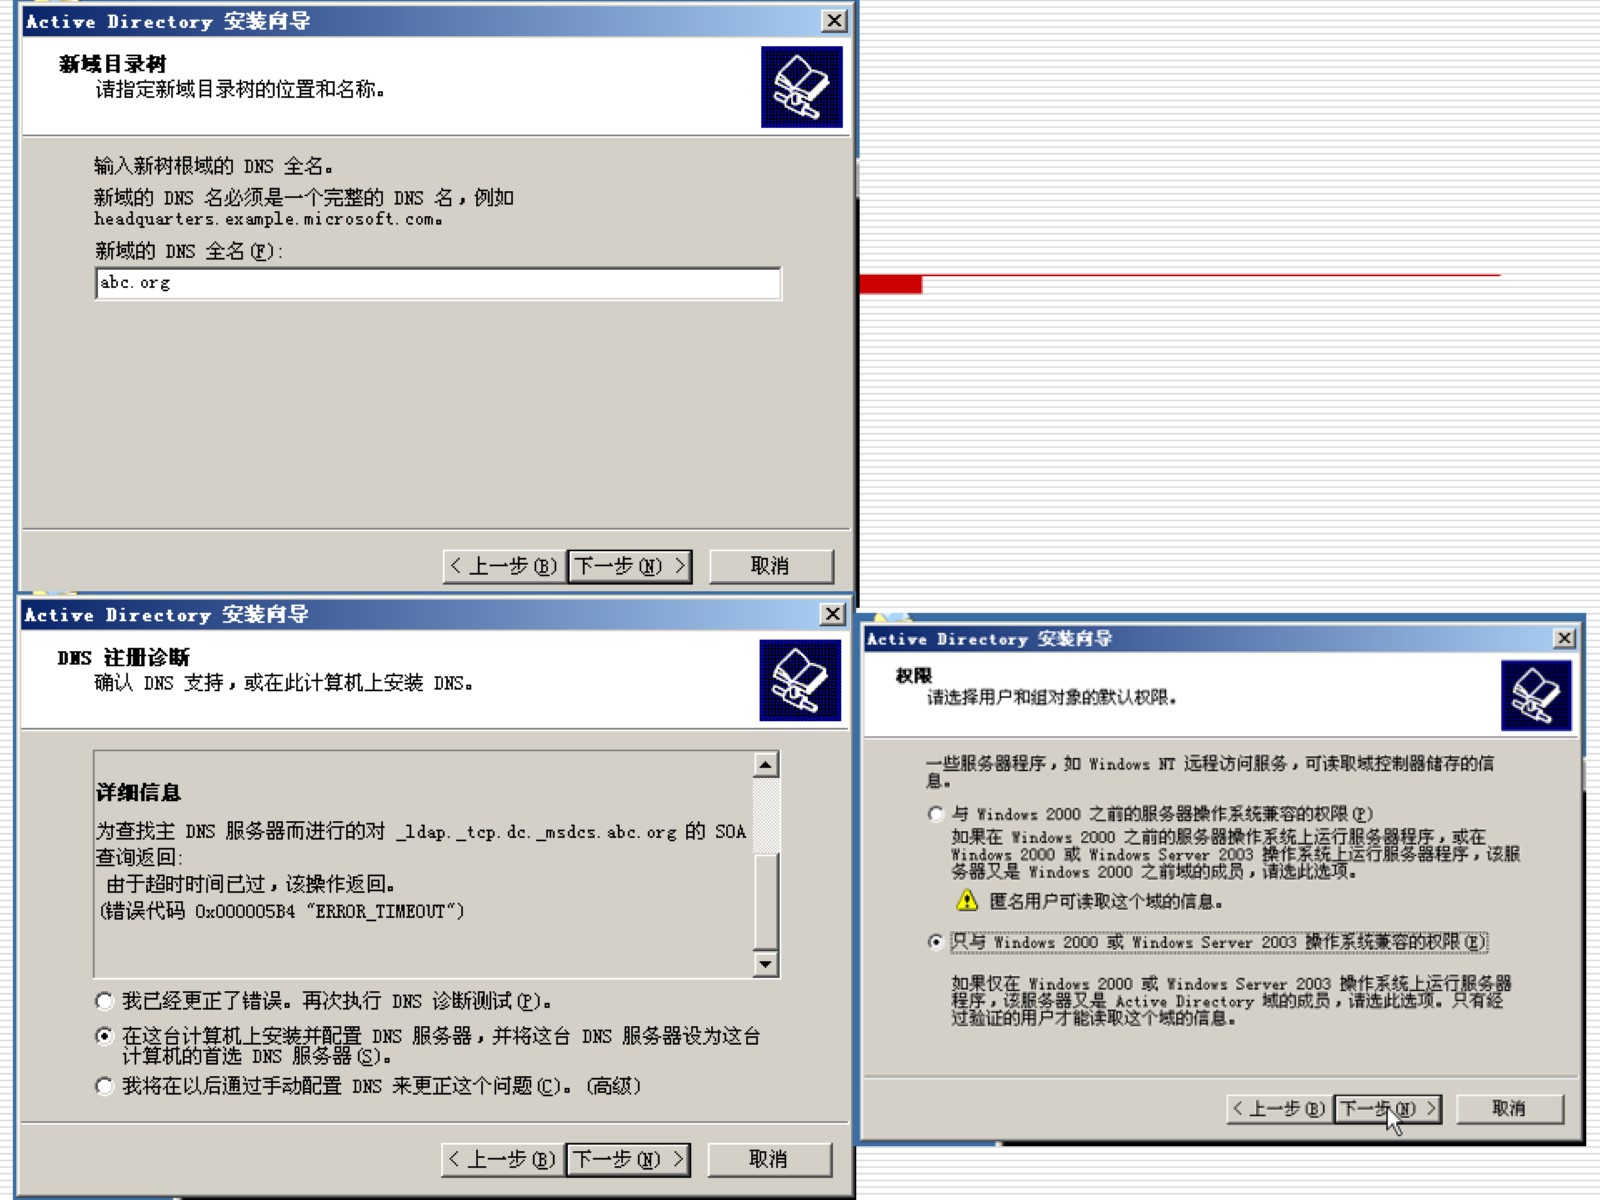 Active Directory 安装向导
新域目录树
请指定新域目录树的位置和名称。
输入新树根域的 DNS 全名。
新域的 DNS 名必须是一个完整的 DNS 名，例如
headquarters.example.microsoft.com。
新域的 DNS 全名(F):
abc.org
< 上一步(B)
下一步(N) >
取消
Active Directory 安装向导
DNS 注册诊断
确认 DNS 支持，或在此计算机上安装 DNS。
详细信息
为查找主 DNS 服务器而进行的对 _ldap._tcp.dc._msdcs.abc.org 的 SOA
查询返回:
由于超时时间已过，该操作返回。
(错误代码 0x000005B4 "ERROR_TIMEOUT")
我已经更正了错误。再次执行 DNS 诊断测试(P)。
在这台计算机上安装并配置 DNS 服务器，并将这台 DNS 服务器设为这台
计算机的首选 DNS 服务器(S)。
我将在以后通过手动配置 DNS 来更正这个问题(C)。(高级)
< 上一步(B)
下一步(N) >
取消
Active Directory 安装向导
权限
请选择用户和组对象的默认权限。
一些服务器程序，如 Windows NT 远程访问服务，可读取域控制器储存的信
息。
与 Windows 2000 之前的服务器操作系统兼容的权限(P)
如果在 Windows 2000 之前的服务器操作系统上运行服务器程序，或在
Windows 2000 或 Windows Server 2003 操作系统上运行服务器程序，该服
务器又是 Windows 2000 之前域的成员，请选此选项。
匿名用户可读取这个域的信息。
只与 Windows 2000 或 Windows Server 2003 操作系统兼容的权限(E)
如果仅在 Windows 2000 或 Windows Server 2003 操作系统上运行服务器
程序，该服务器又是 Active Directory 域的成员，请选此选项。只有经
过验证的用户才能读取这个域的信息。
< 上一步(B)
下一步(N) >
取消